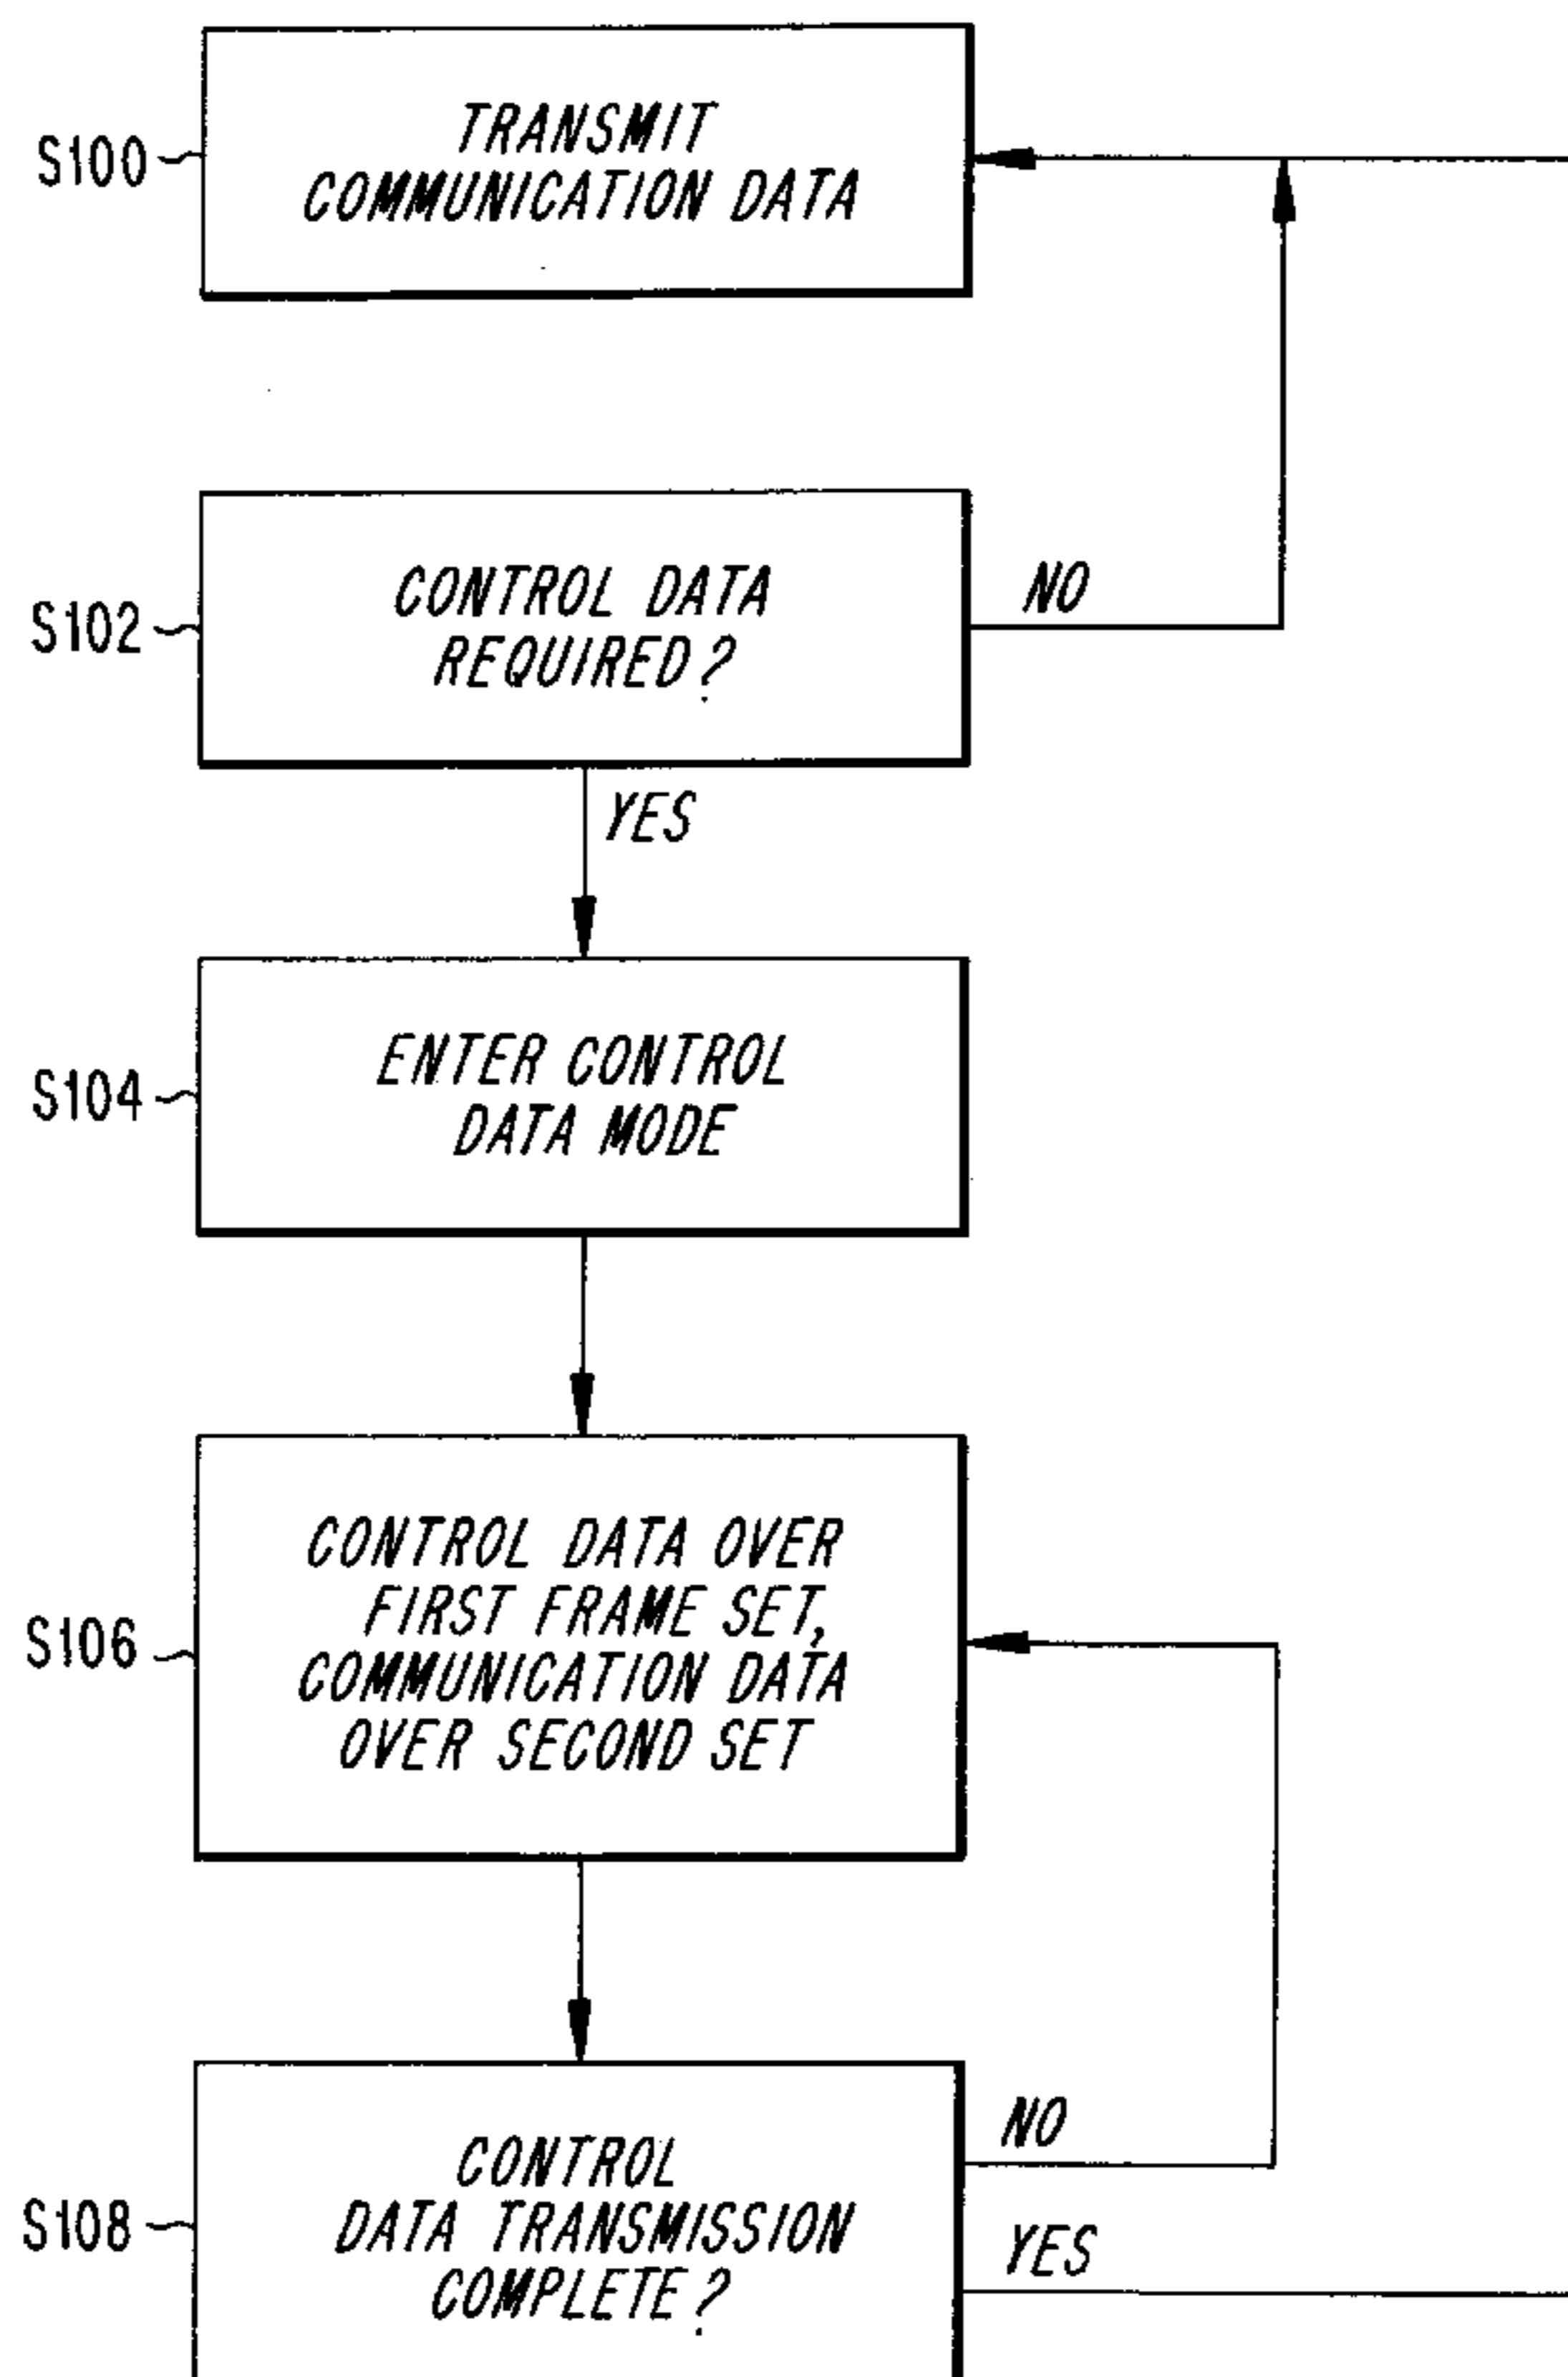 S100
TRANSMIT
COMMUNICATION DATA
S102
CONTROL DATA
REQUIRED?
NO
YES
S104
ENTER CONTROL
DATA MODE
S106
CONTROL DATA OVER
FIRST FRAME SET,
COMMUNICATION DATA
OVER SECOND SET
S108
CONTROL
DATA TRANSMISSION
COMPLETE?
NO
YES